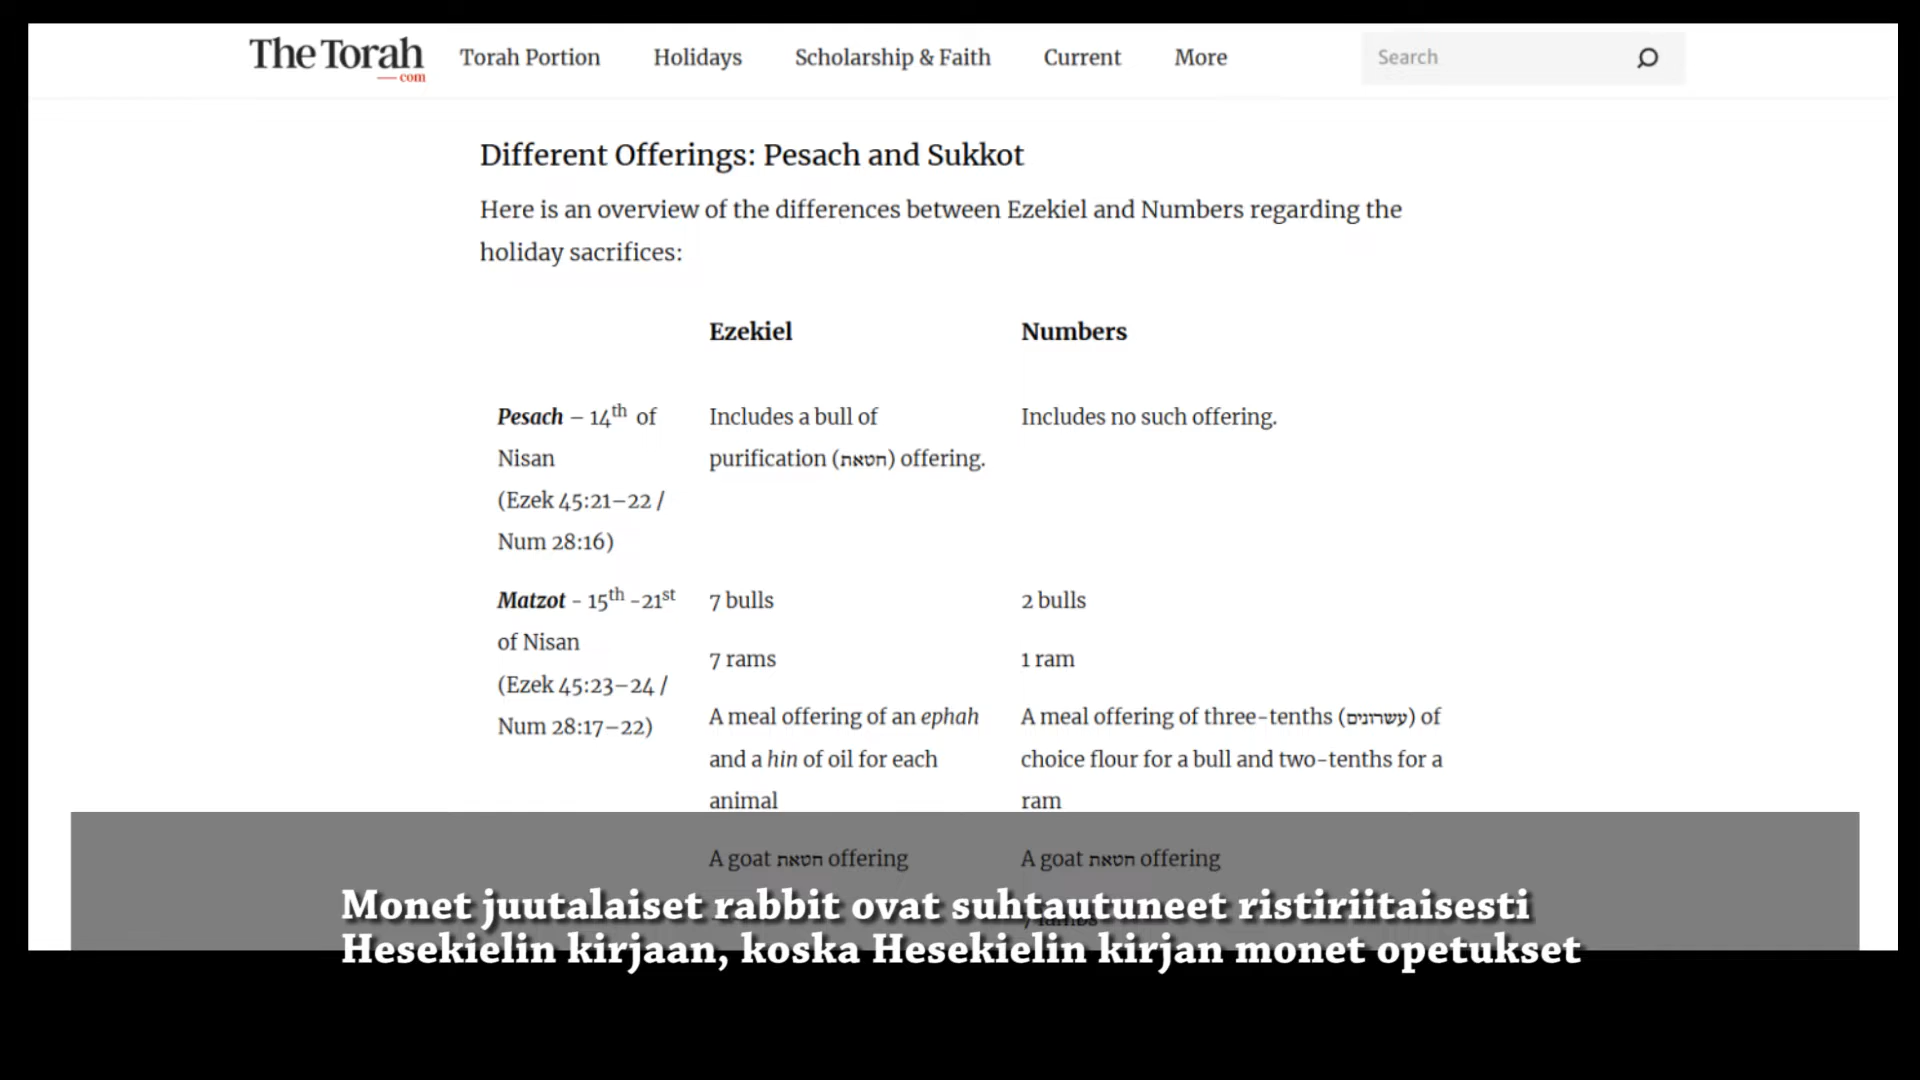 The Torah
com
Torah Portion
Holidays
Scholarship & Faith
Current
More
Search
Different Offerings: Pesach and Sukkot
Here is an overview of the differences between Ezekiel and Numbers regarding the
holiday sacrifices:
Ezekiel
Numbers
Pesach – 14th of
Nisan
(Ezek 45:21–22 /
Num 28:16)
Includes a bull of
purification (חטאת) offering.
Includes no such offering.
Matzot - 15th -21st
of Nisan
(Ezek 45:23–24 /
Num 28:17–22)
7 bulls
2 bulls
7 rams
1 ram
A meal offering of an ephah
and a hin of oil for each
animal
A meal offering of three-tenths (עשרונים) of
choice flour for a bull and two-tenths for a
ram
A goat חטאת offering
A goat חטאת offering
7 lambs
Monet juutalaiset rabbit ovat suhtautuneet ristiriitaisesti
Hesekielin kirjaan, koska Hesekielin kirjan monet opetukset